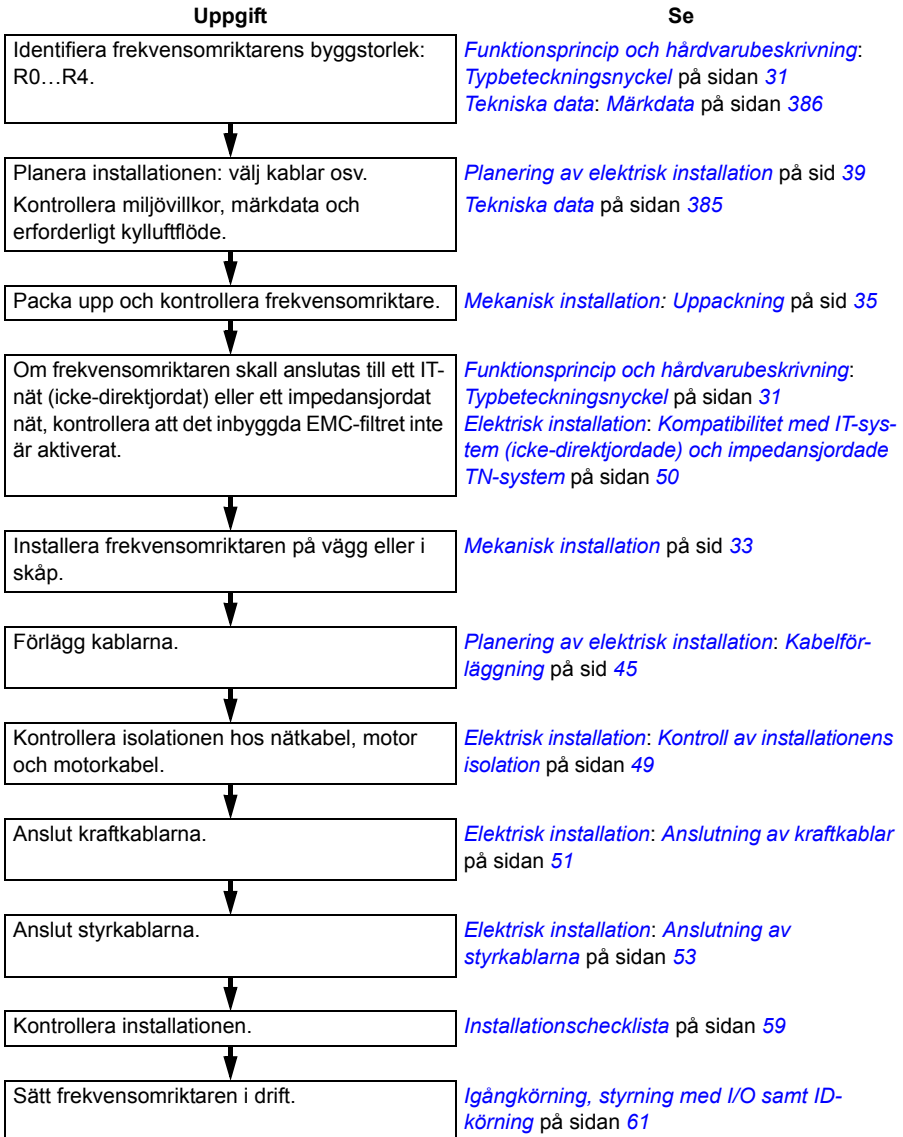 Uppgift
Se
Identifiera frekvensomriktarens byggstorlek:
R0…R4.
Funktionsprincip och hårdvarubeskrivning:
Typbeteckningsnyckel på sidan 31
Tekniska data: Märkdata på sidan 386
Planera installationen: välj kablar osv.
Kontrollera miljövillkor, märkdata och
erforderligt kylluftflöde.
Planering av elektrisk installation på sid 39
Tekniska data på sidan 385
Packa upp och kontrollera frekvensomriktare.
Mekanisk installation: Uppackning på sid 35
Om frekvensomriktaren skall anslutas till ett IT-
nät (icke-direktjordat) eller ett impedansjordat
nät, kontrollera att det inbyggda EMC-filtret inte
är aktiverat.
Funktionsprincip och hårdvarubeskrivning:
Typbeteckningsnyckel på sidan 31
Elektrisk installation: Kompatibilitet med IT-sys-
tem (icke-direktjordade) och impedansjordade
TN-system på sidan 50
Installera frekvensomriktaren på vägg eller i
skåp.
Mekanisk installation på sid 33
Förlägg kablarna.
Planering av elektrisk installation: Kabelför-
läggning på sid 45
Kontrollera isolationen hos nätkabel, motor
och motorkabel.
Elektrisk installation: Kontroll av installationens
isolation på sidan 49
Anslut kraftkablarna.
Elektrisk installation: Anslutning av kraftkablar
på sidan 51
Anslut styrkablarna.
Elektrisk installation: Anslutning av
styrkablarna på sidan 53
Kontrollera installationen.
Installationschecklista på sidan 59
Sätt frekvensomriktaren i drift.
Igångkörning, styrning med I/O samt ID-
körning på sidan 61